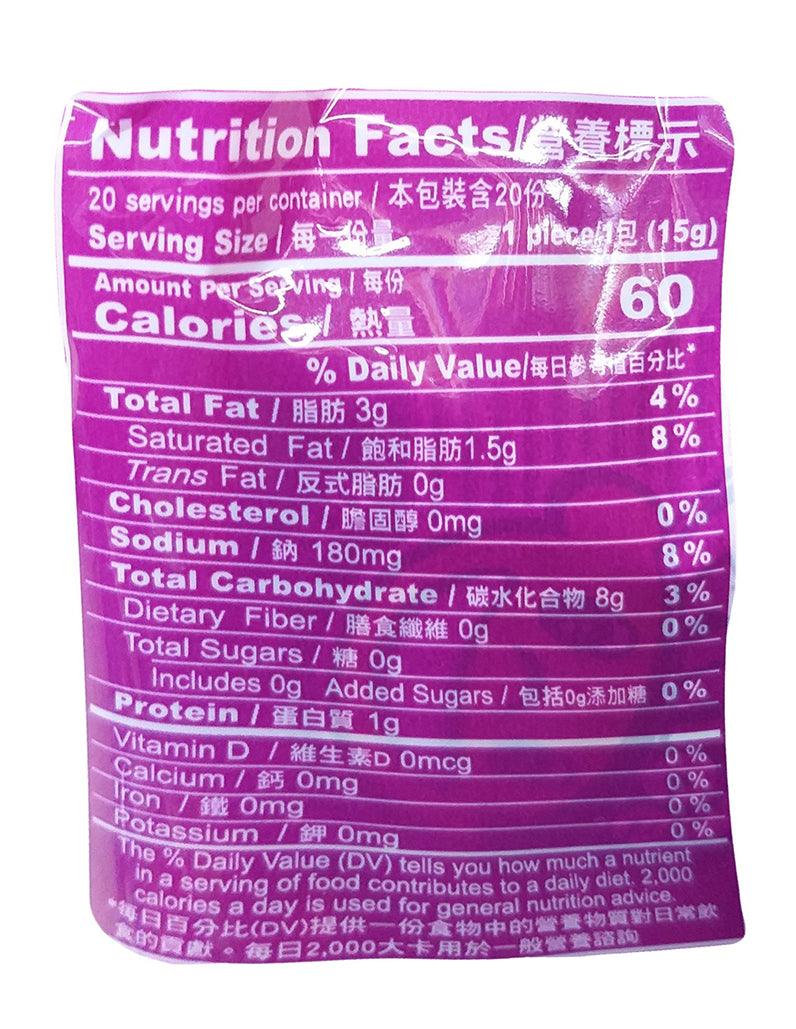 Nutrition Facts/營養標示
20 servings per container / 本包裝含20份
Serving Size / 每一份量 1 piece/1包 (15g)
Amount Per Serving / 每份
Calories / 熱量 60
% Daily Value/每日參考值百分比*
Total Fat / 脂肪 3g 4%
Saturated Fat / 飽和脂肪1.5g 8%
Trans Fat / 反式脂肪 0g
Cholesterol / 膽固醇 0mg 0%
Sodium / 鈉 180mg 8%
Total Carbohydrate / 碳水化合物 8g 3%
Dietary Fiber / 膳食纖維 0g 0%
Total Sugars / 糖 0g
Includes 0g Added Sugars / 包括0g添加糖 0%
Protein / 蛋白質 1g
Vitamin D / 維生素D 0mcg 0%
Calcium / 鈣 0mg 0%
Iron / 鐵 0mg 0%
Potassium / 鉀 0mg 0%
The % Daily Value (DV) tells you how much a nutrient
in a serving of food contributes to a daily diet. 2,000
calories a day is used for general nutrition advice.
*每日百分比(DV)提供一份食物中的營養物質對日常飲
食的貢獻。每日2,000大卡用於一般營養諮詢